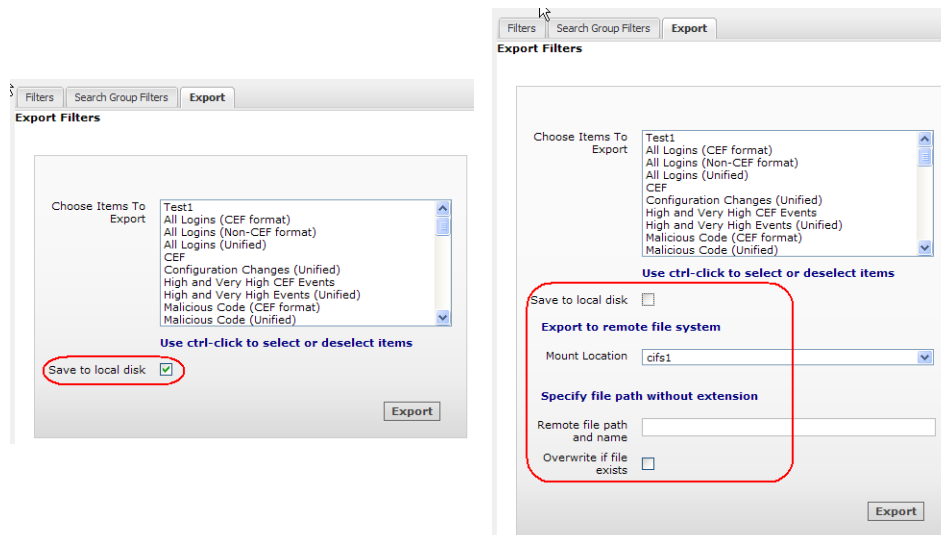 Filters Search Group Filters Export
Export Filters
Choose Items To
Export
Test1
All Logins (CEF format)
All Logins (Non-CEF format)
All Logins (Unified)
CEF
Configuration Changes (Unified)
High and Very High CEF Events
High and Very High Events (Unified)
Malicious Code (CEF format)
Malicious Code (Unified)
Use ctrl-click to select or deselect items
Save to local disk
Export
Filters Search Group Filters Export
Export Filters
Choose Items To
Export
Test1
All Logins (CEF format)
All Logins (Non-CEF format)
All Logins (Unified)
CEF
Configuration Changes (Unified)
High and Very High CEF Events
High and Very High Events (Unified)
Malicious Code (CEF format)
Malicious Code (Unified)
Use ctrl-click to select or deselect items
Save to local disk
Export to remote file system
Mount Location cifs1
Specify file path without extension
Remote file path
and name
Overwrite if file
exists
Export